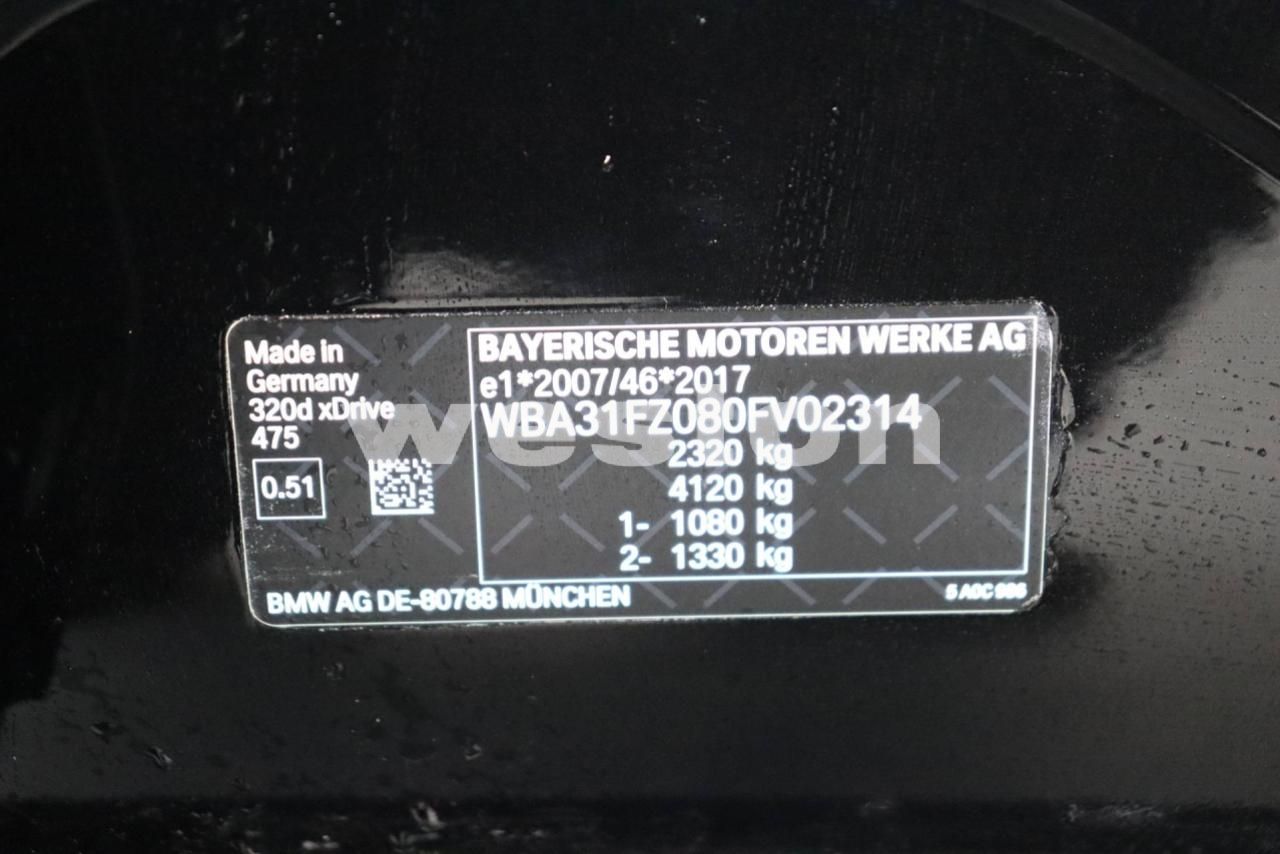 Made in
Germany
320d xDrive
475
0.51
BAYERISCHE MOTOREN WERKE AG
e1*2007/46*2017
WBA31FZ080FV02314
2320 kg
4120 kg
1- 1080 kg
2- 1330 kg
BMW AG DE-80788 MÜNCHEN
weston